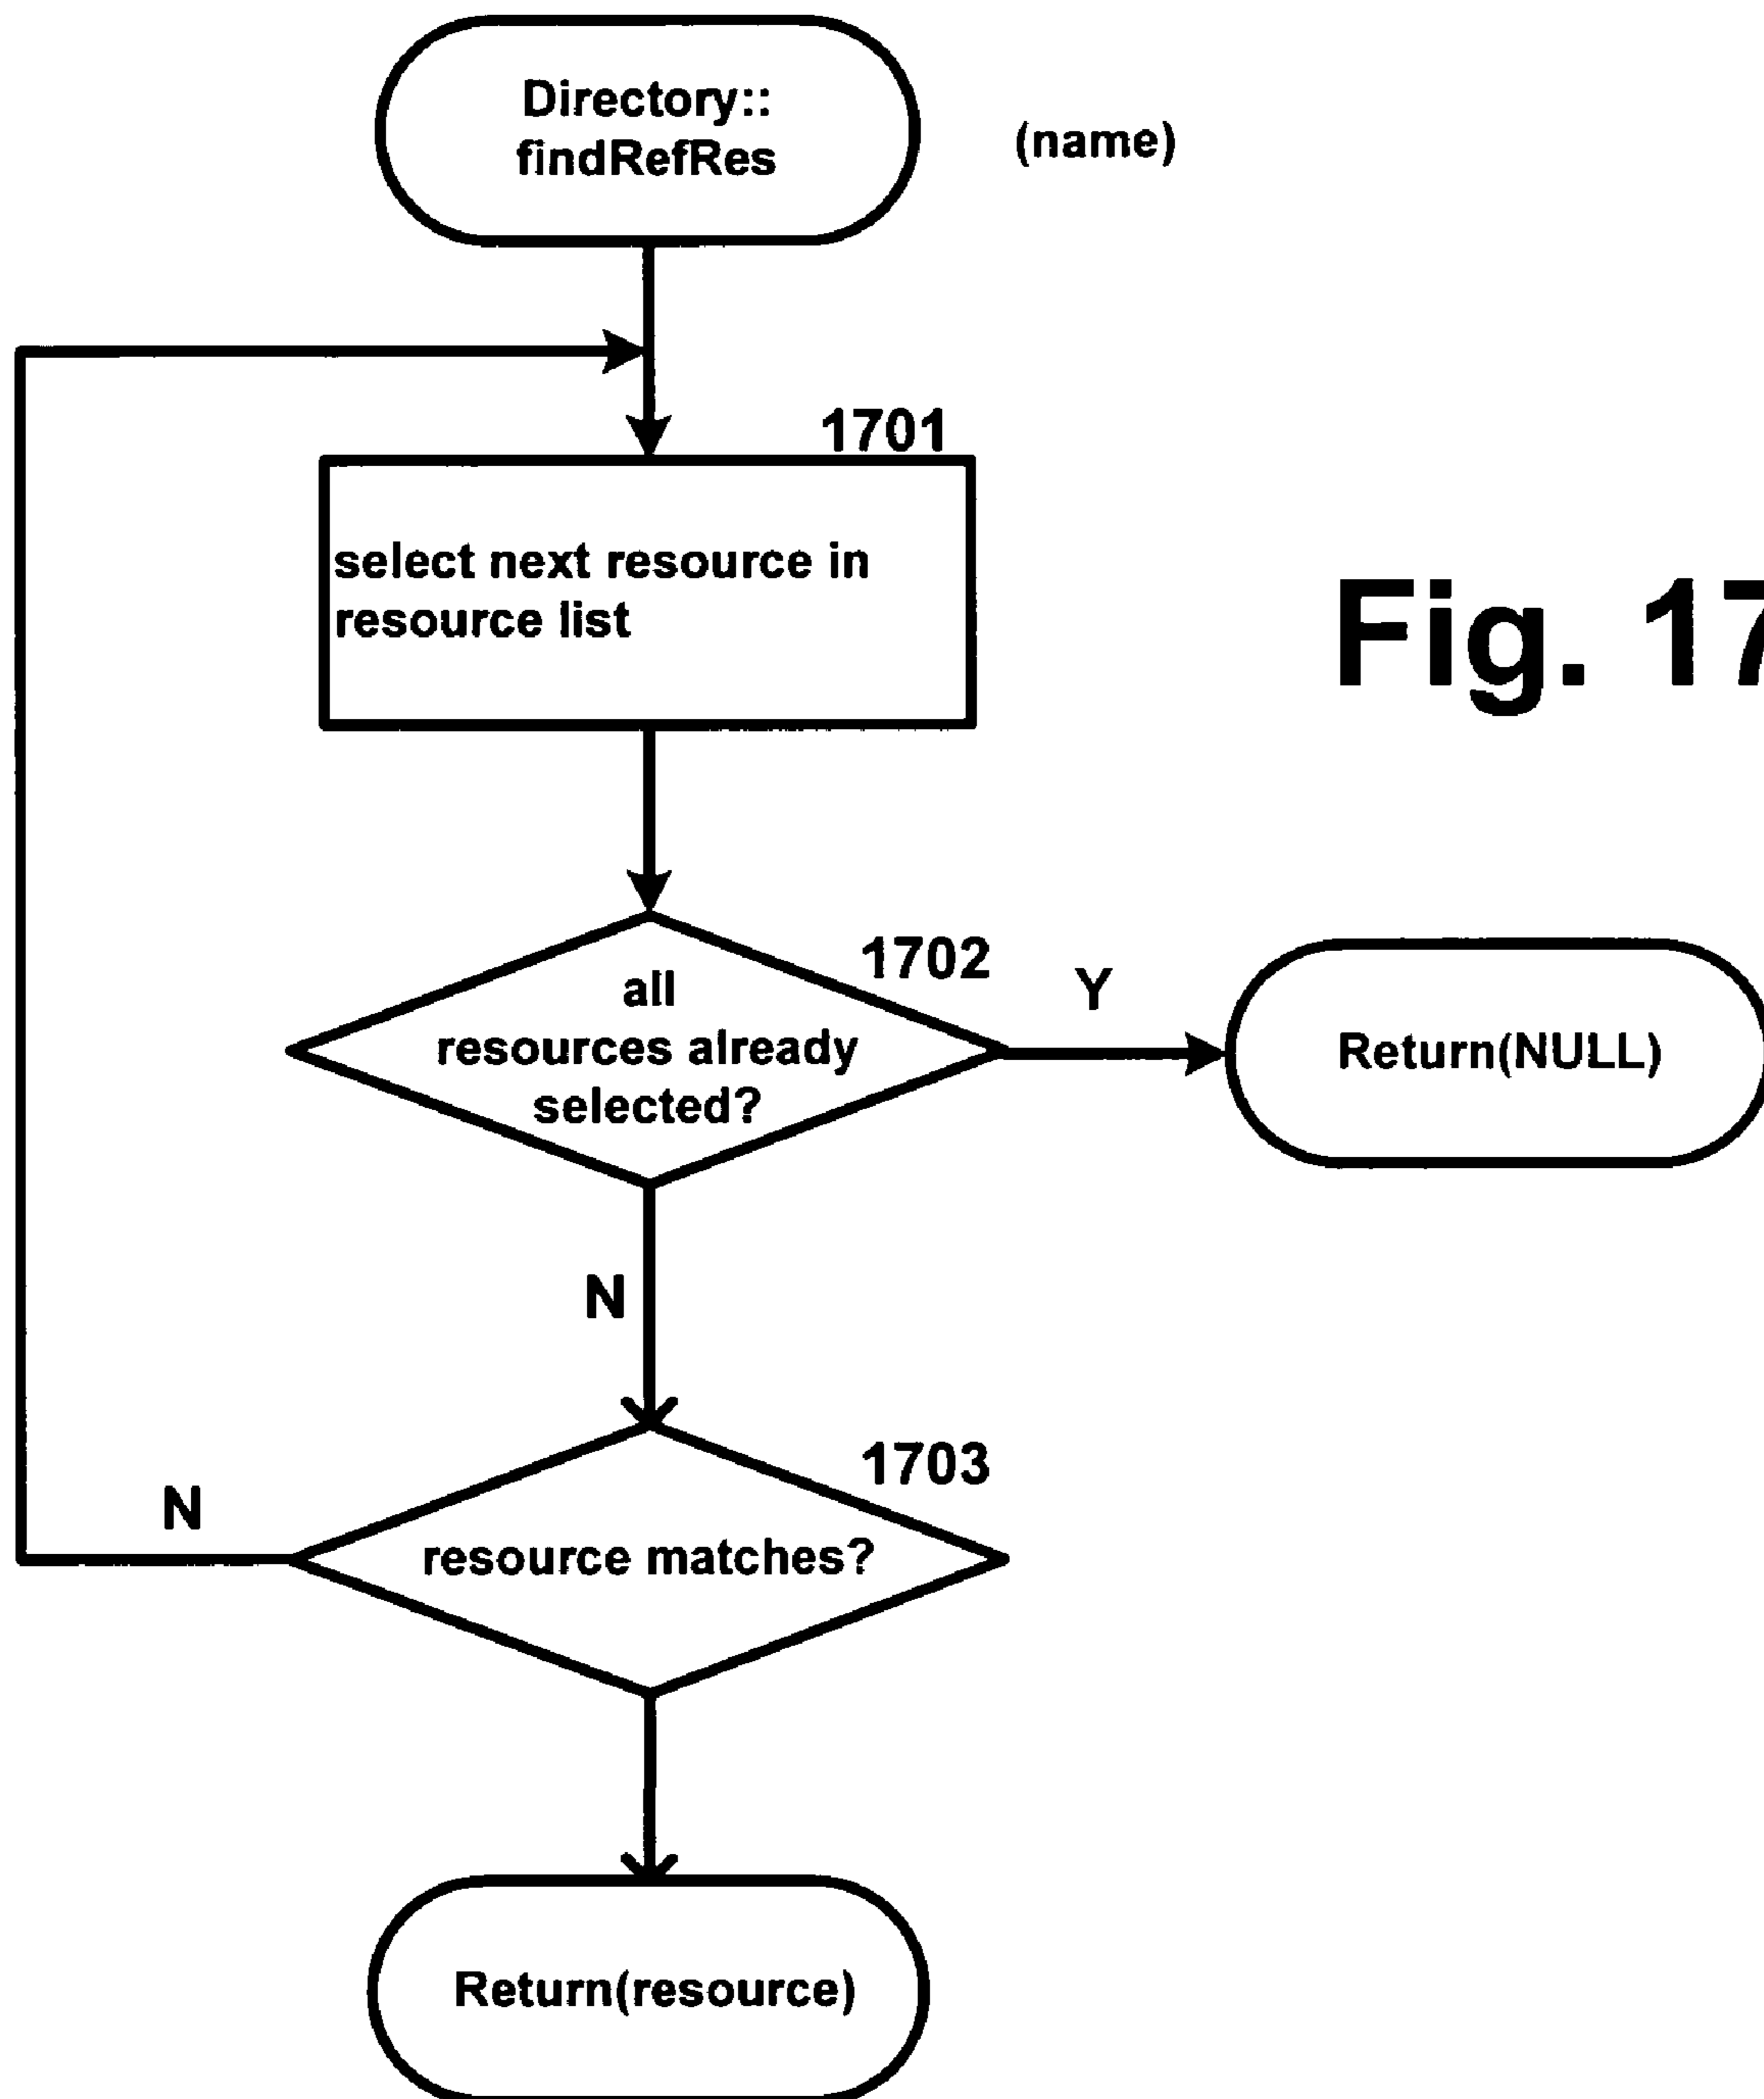 Directory::
findRefRes
(name)
1701
select next resource in
resource list
Fig. 17
1702
all
resources already
selected?
Y
Return(NULL)
N
1703
N
resource matches?
Return(resource)